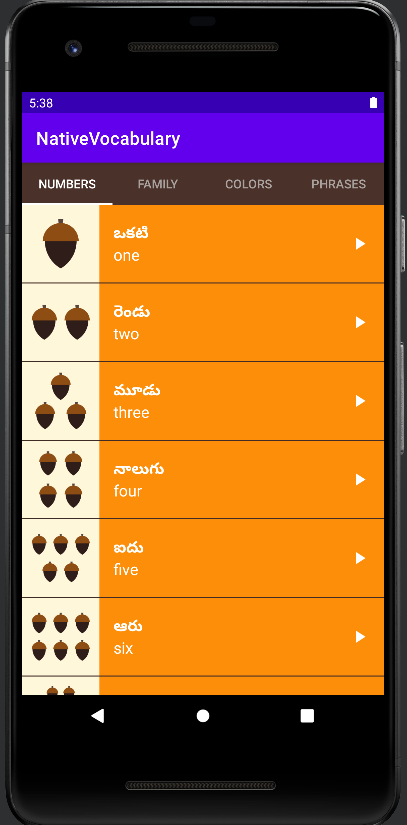 5:38
NativeVocabulary
NUMBERS FAMILY COLORS PHRASES
ఒకటి
one
రెండు
two
మూడు
three
నాలుగు
four
ఐదు
five
ఆరు
six